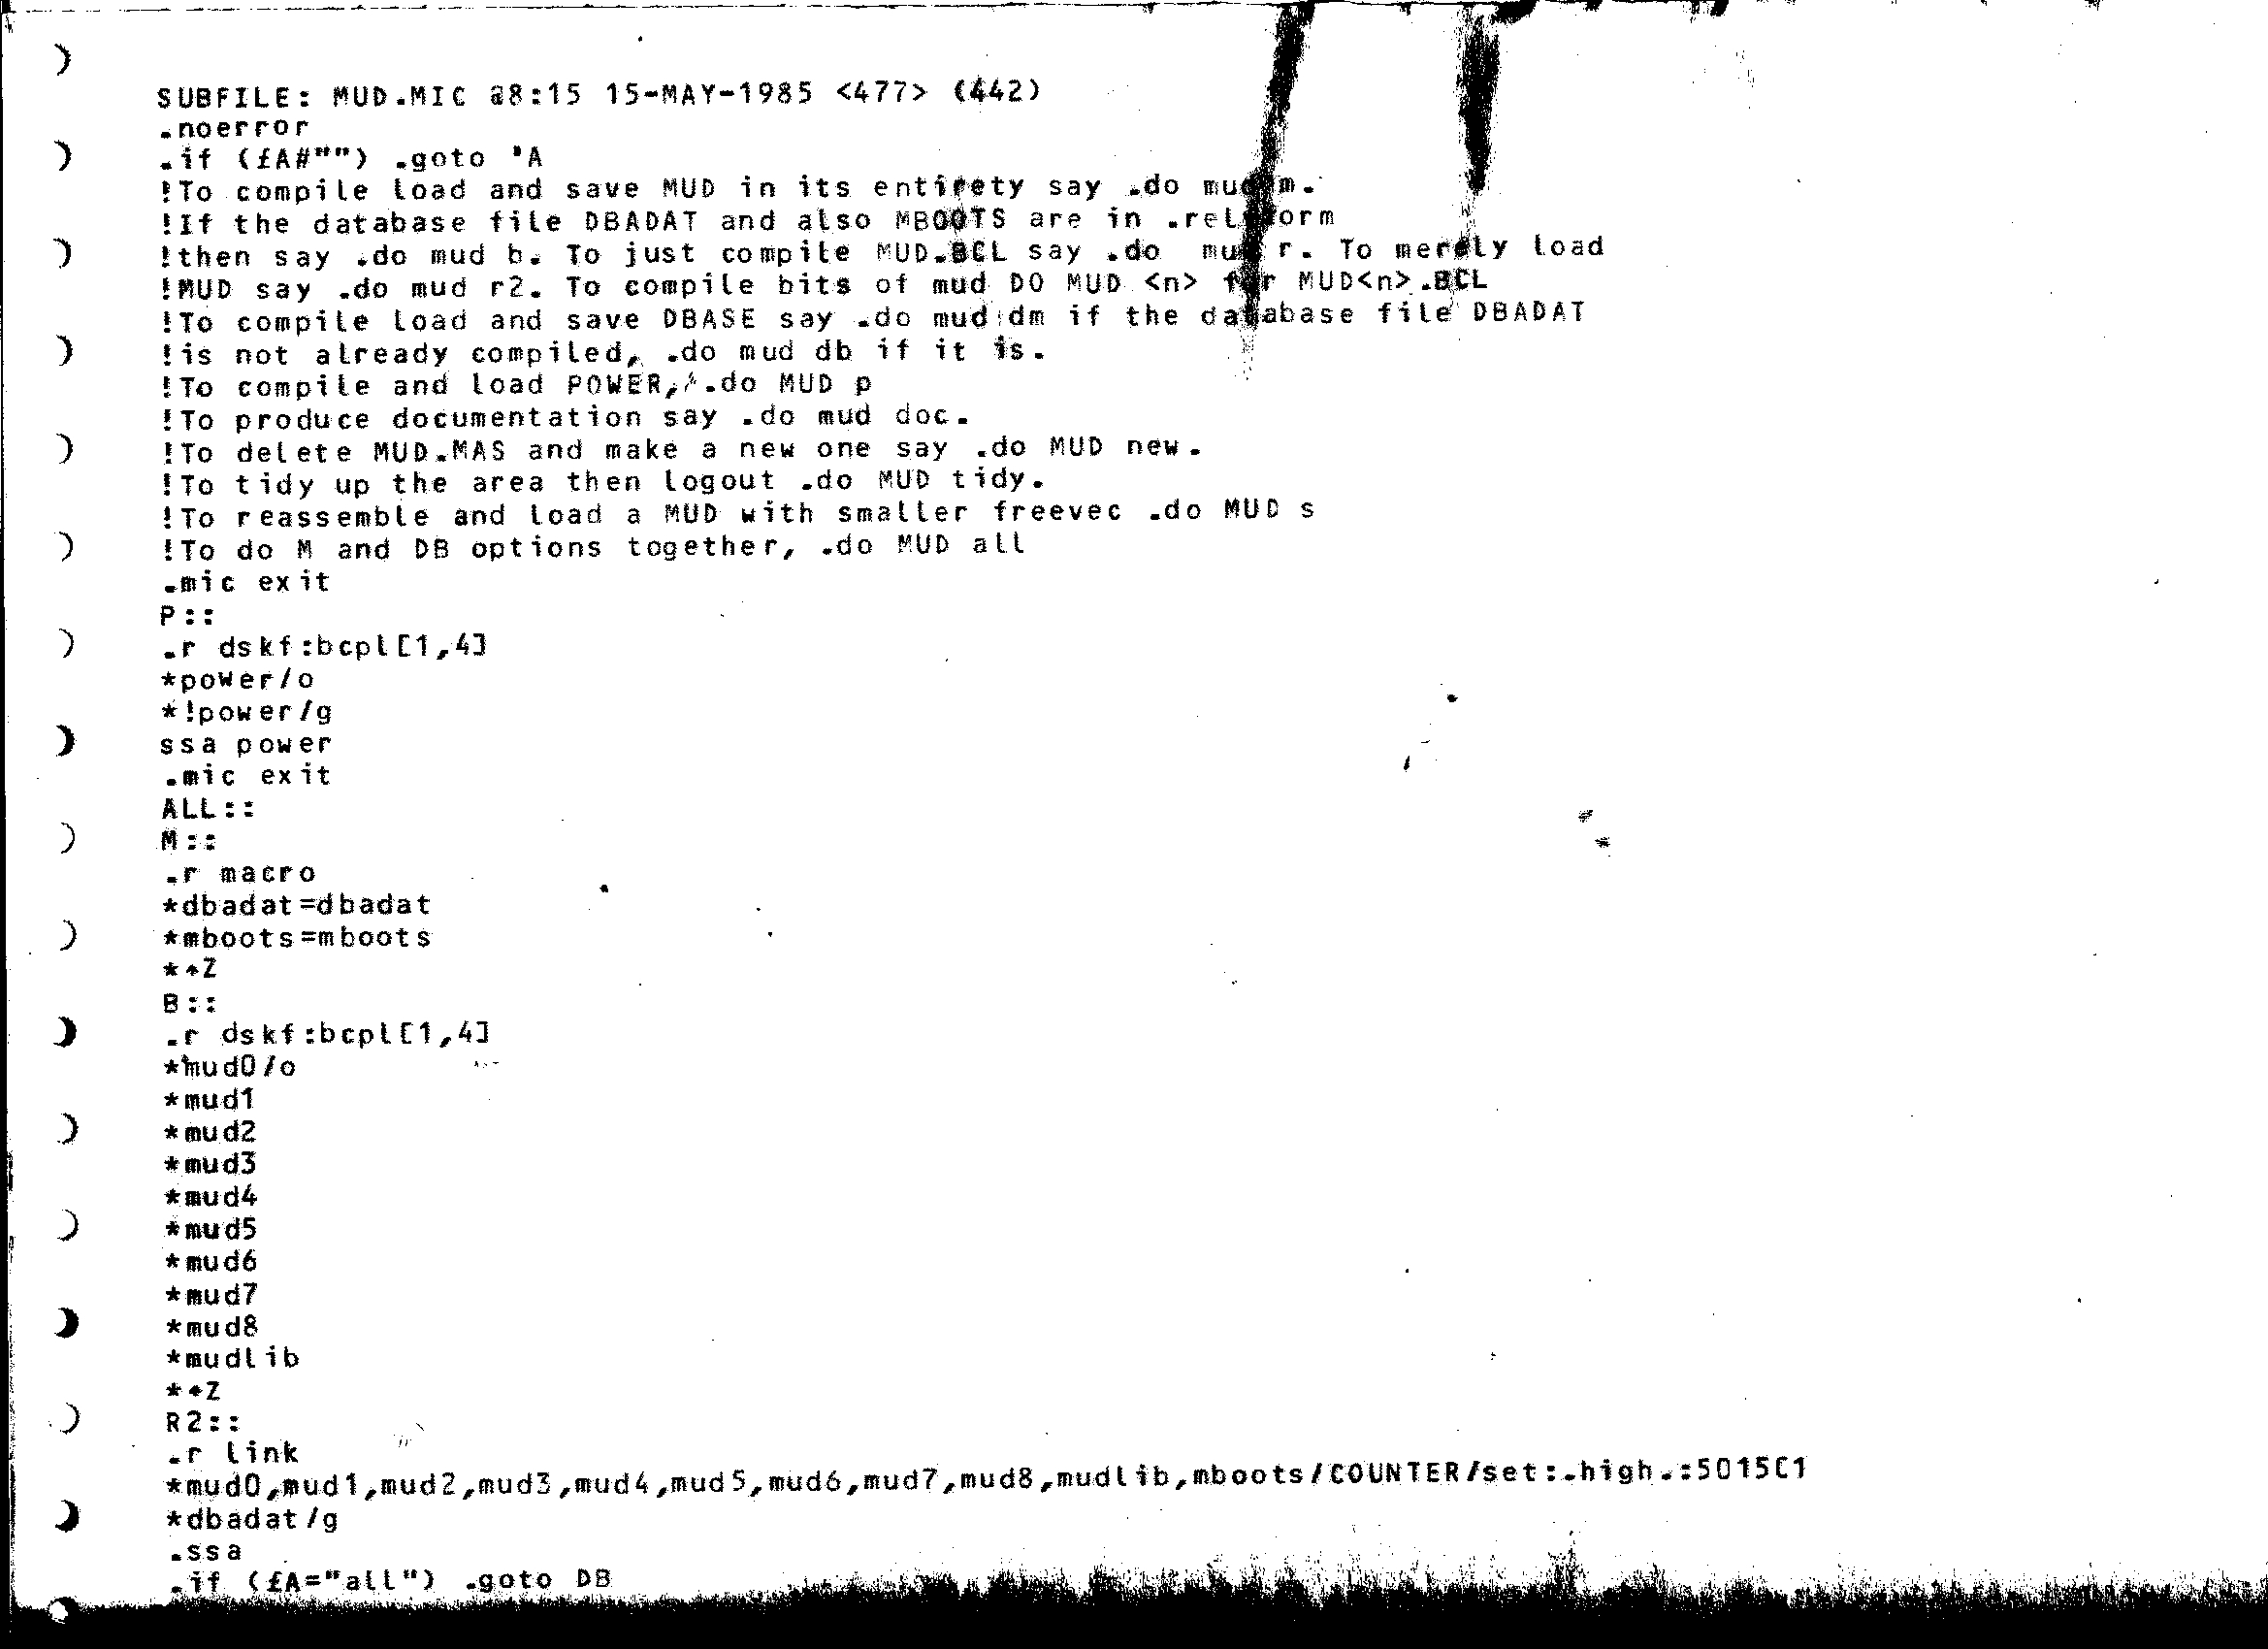 SUBFILE: MUD.MIC @8:15 15-MAY-1985 <477> (442)
.noerror
.if (£A#"") .goto 'A
!To compile load and save MUD in its entirety say .do mud m.
!If the database file DBADAT and also MBOOTS are in .rel form
!then say .do mud b. To just compile MUD.BCL say .do  mud r. To merely load
!MUD say .do mud r2. To compile bits of mud DO MUD <n> for MUD<n>.BCL
!To compile load and save DBASE say .do mud dm if the database file DBADAT
!is not already compiled, .do mud db if it is.
!To compile and load POWER, .do MUD p
!To produce documentation say .do mud doc.
!To delete MUD.MAS and make a new one say .do MUD new.
!To tidy up the area then logout .do MUD tidy.
!To reassemble and load a MUD with smaller freevec .do MUD s
!To do M and DB options together, .do MUD all
.mic exit
P::
.r dskf:bcpl[1,4]
*power/o
*!power/g
ssa power
.mic exit
ALL::
M::
.r macro
*dbadat=dbadat
*mboots=mboots
*↑Z
B::
.r dskf:bcpl[1,4]
*mud0/o
*mud1
*mud2
*mud3
*mud4
*mud5
*mud6
*mud7
*mud8
*mudlib
*↑Z
R2::
.r link
*mud0,mud1,mud2,mud3,mud4,mud5,mud6,mud7,mud8,mudlib,mboots/COUNTER/set:.high.:5015[1
*dbadat/g
.ssa
.if (£A="all") .goto DB